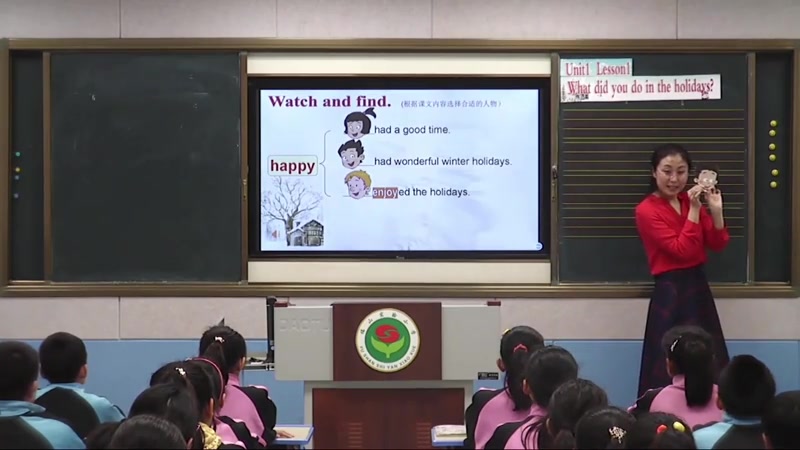 Watch and find. (根据课文内容选择合适的人物)
had a good time.
had wonderful winter holidays.
happy
enjoyed the holidays.
Unit1 Lesson1
What did you do in the holidays?